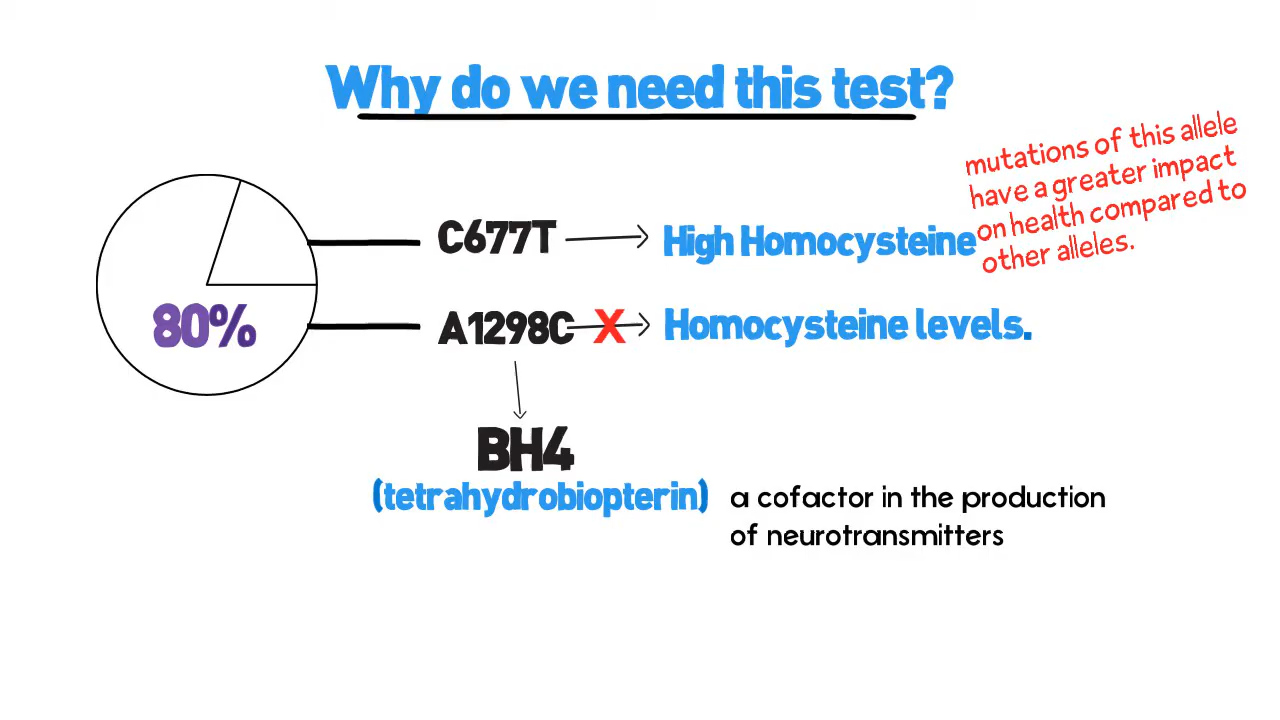 Why do we need this test?
mutations of this allele
have a greater impact
on health compared to
other alleles.
C677T
High Homocysteine
80%
A1298C
X
Homocysteine levels.
BH4
(tetrahydrobiopterin)
a cofactor in the production
of neurotransmitters